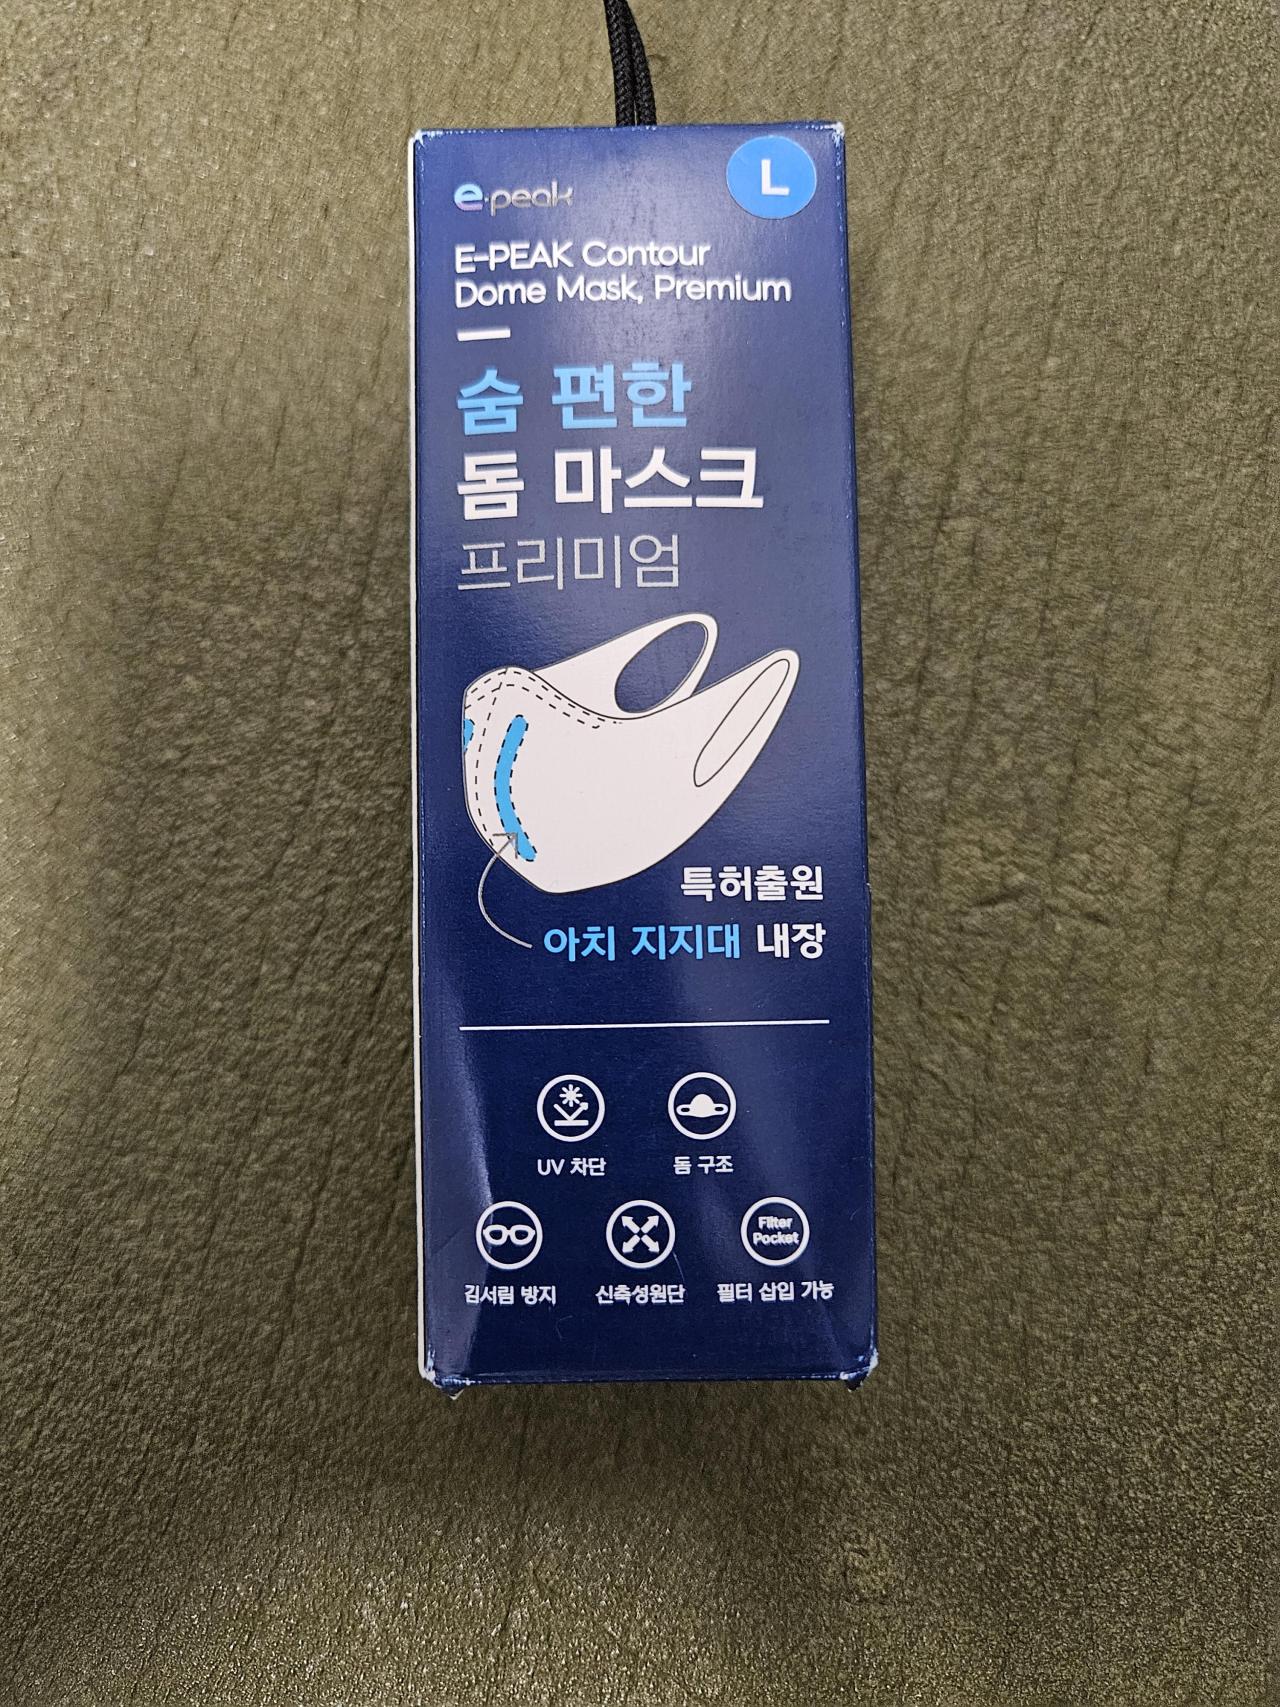 e·peak
L
E-PEAK Contour
Dome Mask, Premium
숨 편한
돔 마스크
프리미엄
특허출원
아치 지지대 내장
UV 차단
돔 구조
Filter
Pocket
김서림 방지
신축성원단
필터 삽입 가능